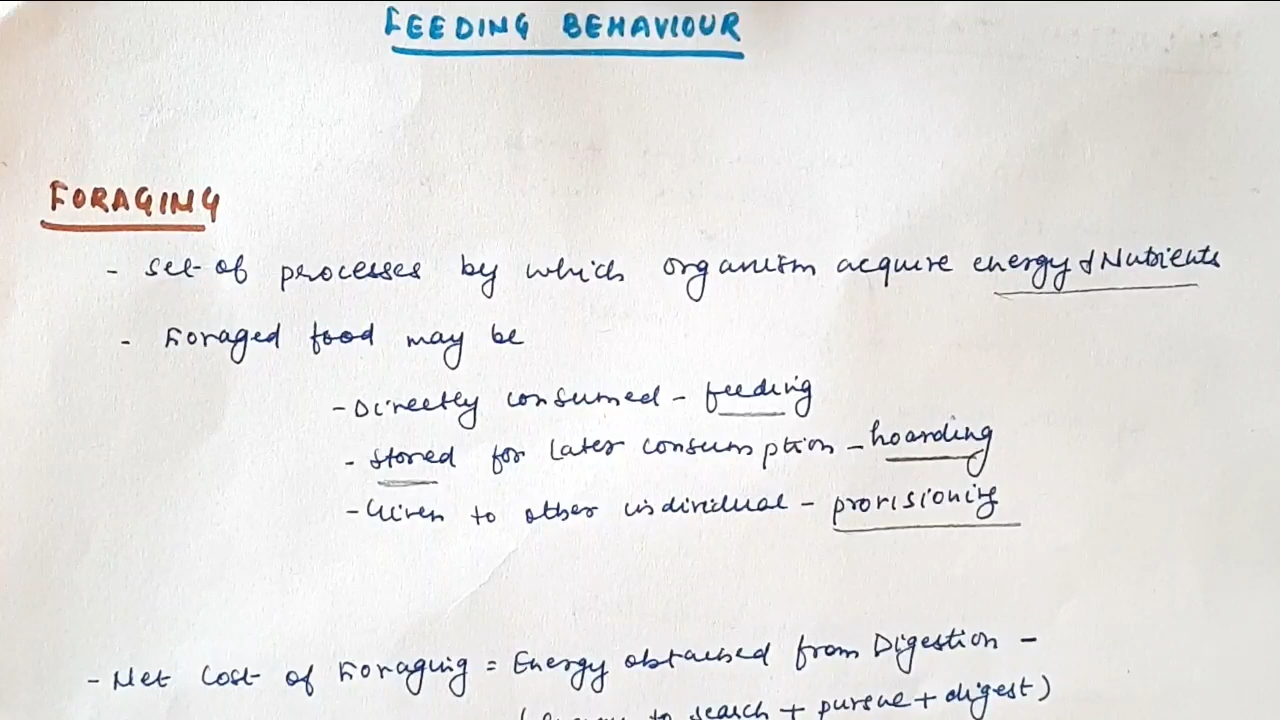 FEEDING BEHAVIOUR
FORAGING
- Set of processes by which organism acquire energy & Nutrients
- Foraged food may be
- Directly consumed - feeding
- Stored for later consumption - hoarding
- Given to other individual - provisioning
- Net Cost of Foraging = Energy obtained from Digestion -
to search + pursue + digest)